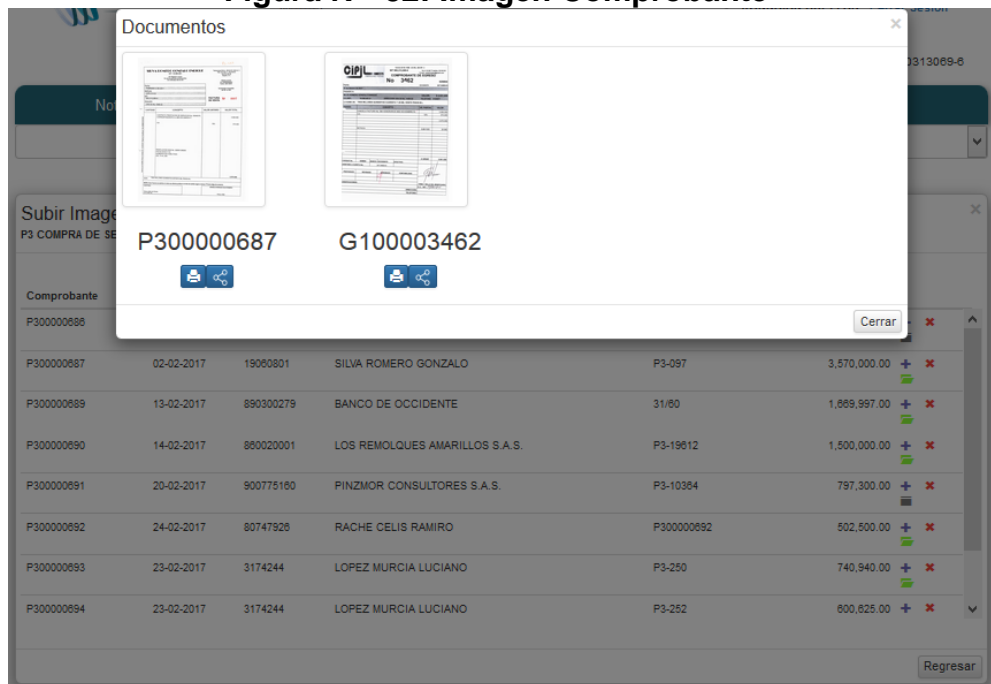 Documentos
×
Sesión
CIPJL
No 3462
P300000687
G100003462
Cerrar
Subir Image
×
P3 COMPRA DE SE
Comprobante
P300000686
P300000687 02-02-2017 19060801 SILVA ROMERO GONZALO P3-097 3,570,000.00
P300000689 13-02-2017 890300279 BANCO DE OCCIDENTE 31/60 1,669,997.00
P300000690 14-02-2017 860020001 LOS REMOLQUES AMARILLOS S.A.S. P3-19612 1,500,000.00
P300000691 20-02-2017 900775160 PINZMOR CONSULTORES S.A.S. P3-10364 797,300.00
P300000692 24-02-2017 80747926 RACHE CELIS RAMIRO P300000692 502,500.00
P300000693 23-02-2017 3174244 LOPEZ MURCIA LUCIANO P3-250 740,940.00
P300000694 23-02-2017 3174244 LOPEZ MURCIA LUCIANO P3-252 600,625.00
Regresar